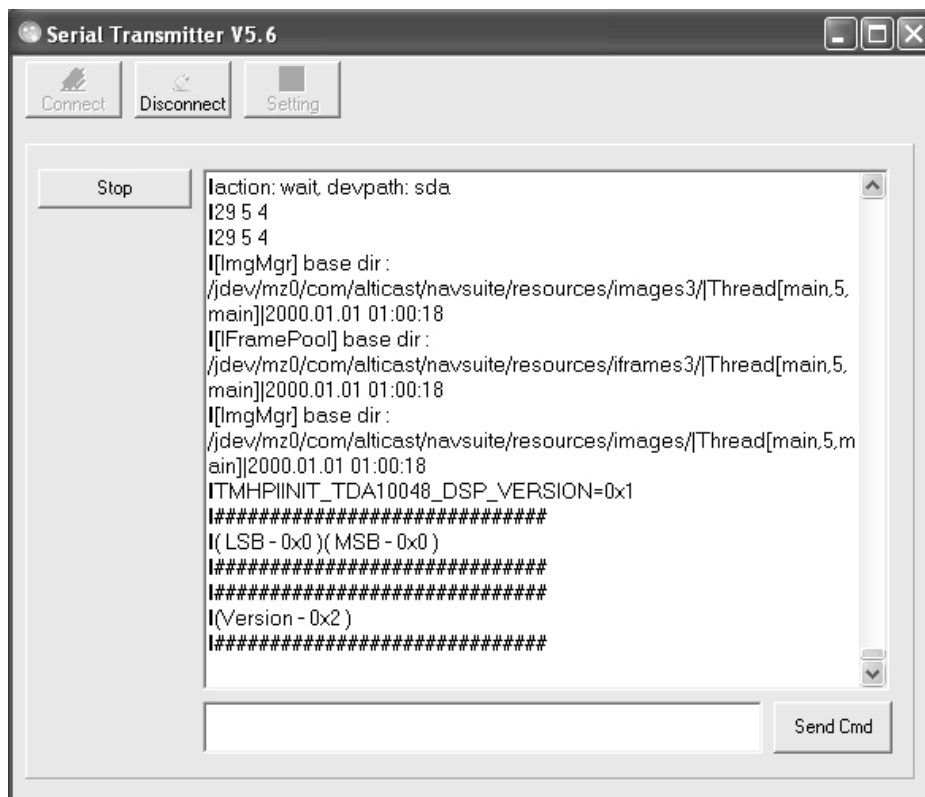 Serial Transmitter V5.6
Connect
Disconnect
Setting
Stop
|action: wait, devpath: sda
|29 5 4
|29 5 4
|[ImgMgr] base dir :
/jdev/mz0/com/alticast/navsuite/resources/images3/|Thread[main,5,
main]|2000.01.01 01:00:18
|[IFramePool] base dir :
/jdev/mz0/com/alticast/navsuite/resources/iframes3/|Thread[main,5,
main]|2000.01.01 01:00:18
|[ImgMgr] base dir :
/jdev/mz0/com/alticast/navsuite/resources/images/|Thread[main,5,m
ain]|2000.01.01 01:00:18
|TMHPIINIT_TDA10048_DSP_VERSION=0x1
|##############################
|( LSB - 0x0 )( MSB - 0x0 )
|##############################
|##############################
|(Version - 0x2 )
|##############################
Send Cmd